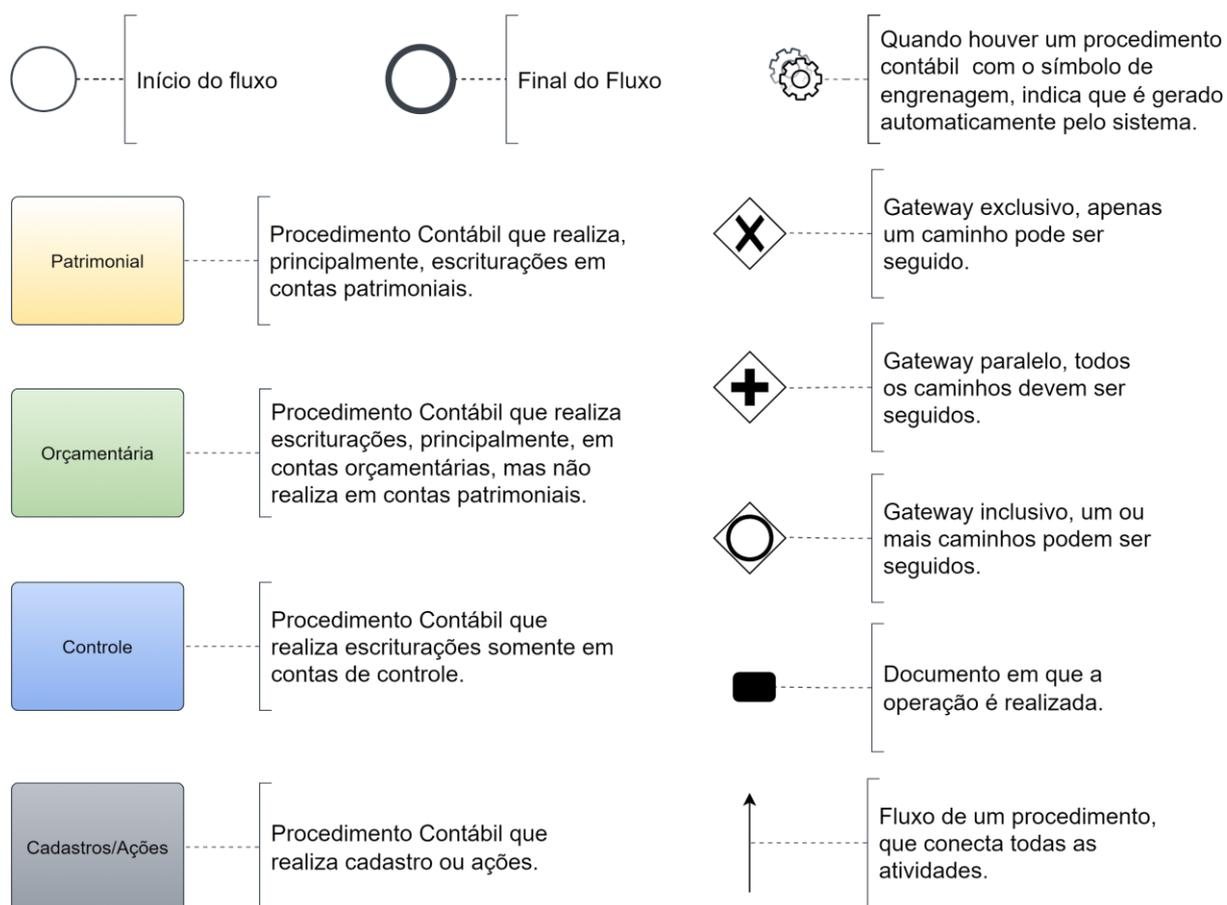 Início do fluxo
Final do Fluxo
Quando houver um procedimento
contábil com o símbolo de
engrenagem, indica que é gerado
automaticamente pelo sistema.
Patrimonial
Procedimento Contábil que realiza,
principalmente, escriturações em
contas patrimoniais.
Gateway exclusivo, apenas
um caminho pode ser
seguido.
Orçamentária
Procedimento Contábil que realiza
escriturações, principalmente, em
contas orçamentárias, mas não
realiza em contas patrimoniais.
Gateway paralelo, todos
os caminhos devem ser
seguidos.
Gateway inclusivo, um ou
mais caminhos podem ser
seguidos.
Controle
Procedimento Contábil que
realiza escriturações somente em
contas de controle.
Documento em que a
operação é realizada.
Cadastros/Ações
Procedimento Contábil que
realiza cadastro ou ações.
Fluxo de um procedimento,
que conecta todas as
atividades.